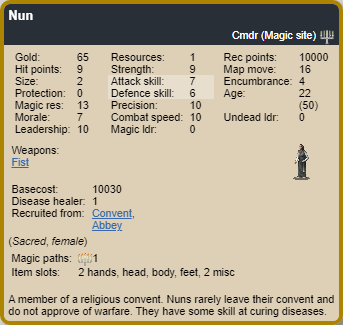 Nun
Cmdr (Magic site)
Gold: 65 Resources: 1 Rec points: 10000
Hit points: 9 Strength: 9 Map move: 16
Size: 2 Attack skill: 7 Encumbrance: 4
Protection: 0 Defence skill: 6 Age: 22
Magic res: 13 Precision: 10 (50)
Morale: 7 Combat speed: 10 Undead ldr: 0
Leadership: 10 Magic ldr: 0
Weapons:
Fist
Basecost: 10030
Disease healer: 1
Recruited from: Convent,
Abbey
(Sacred, female)
Magic paths: 1
Item slots: 2 hands, head, body, feet, 2 misc
A member of a religious convent. Nuns rarely leave their convent and
do not approve of warfare. They have some skill at curing diseases.